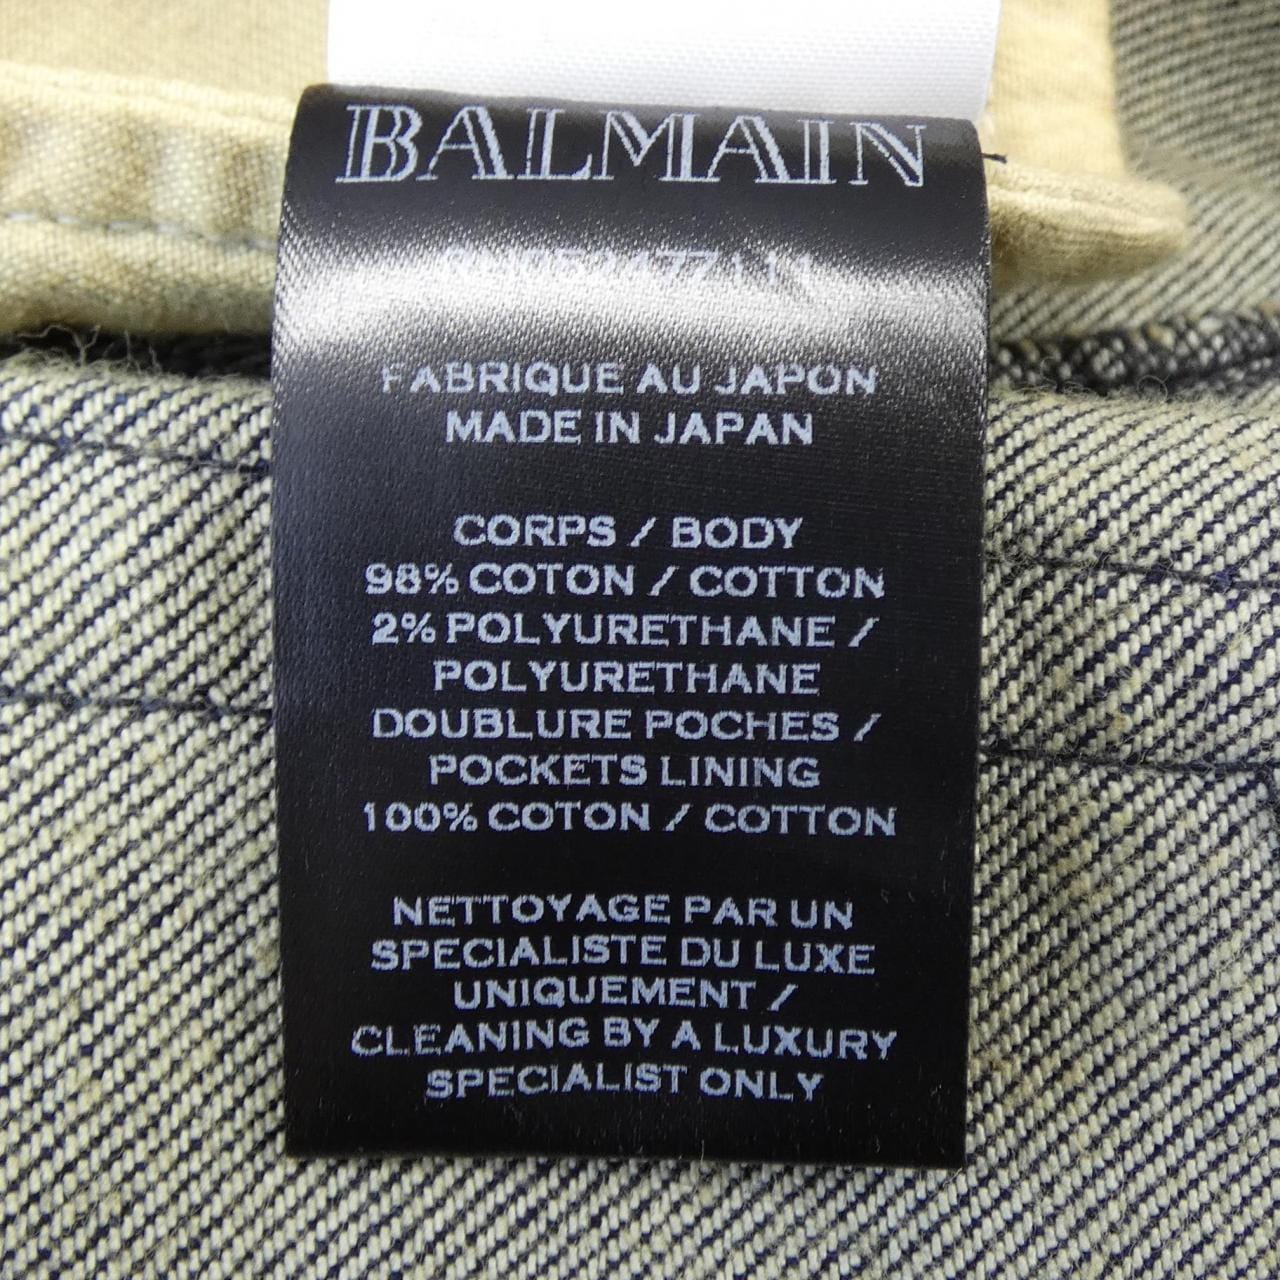 BALMAIN
FABRIQUE AU JAPON
MADE IN JAPAN
CORPS / BODY
98% COTON / COTTON
2% POLYURETHANE /
POLYURETHANE
DOUBLURE POCHES /
POCKETS LINING
100% COTON / COTTON
NETTOYAGE PAR UN
SPECIALISTE DU LUXE
UNIQUEMENT /
CLEANING BY A LUXURY
SPECIALIST ONLY